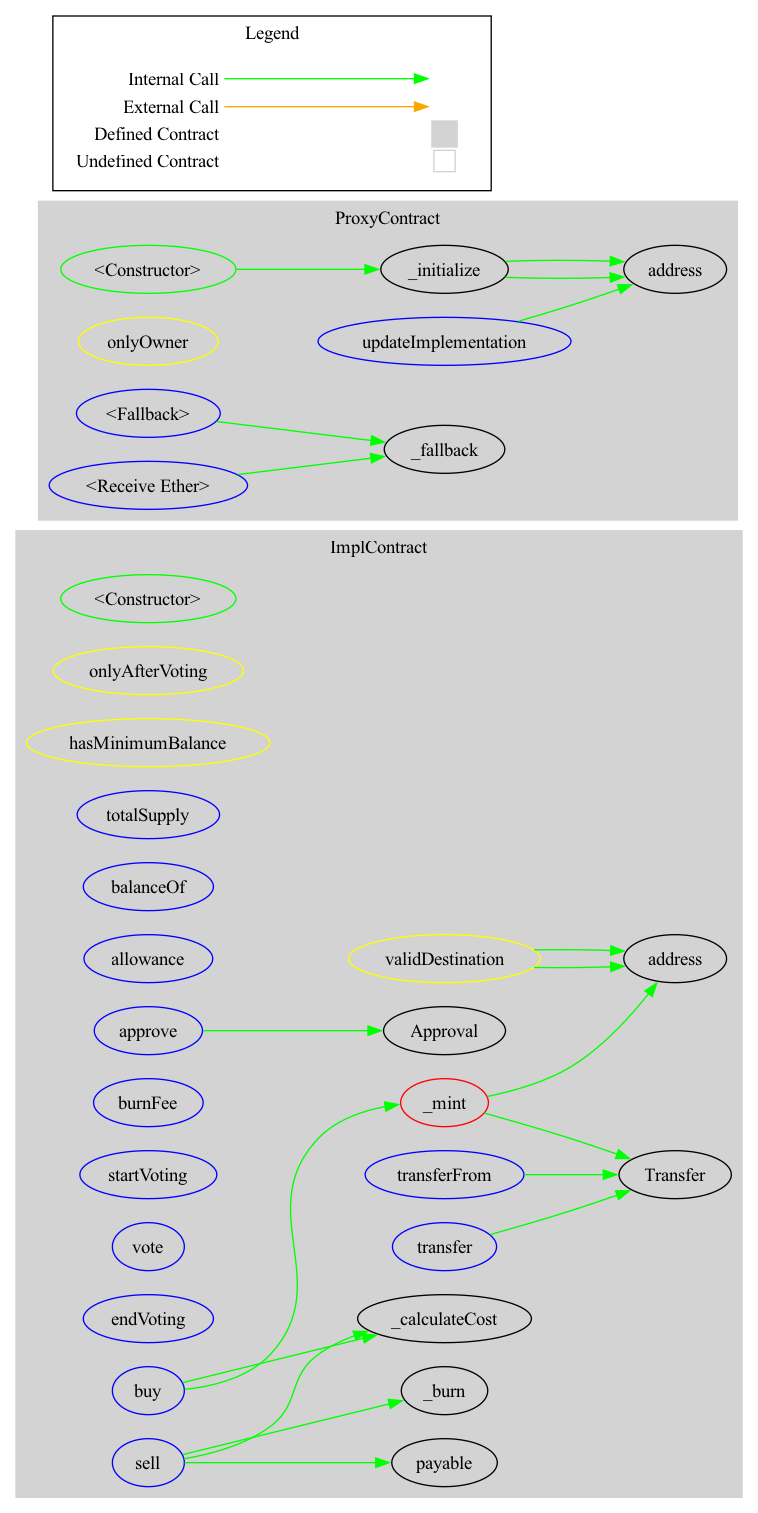 Legend
Internal Call
External Call
Defined Contract
Undefined Contract
ProxyContract
<Constructor>
_initialize
address
onlyOwner
updateImplementation
<Fallback>
_fallback
<Receive Ether>
ImplContract
<Constructor>
onlyAfterVoting
hasMinimumBalance
totalSupply
balanceOf
allowance
validDestination
address
approve
Approval
burnFee
_mint
startVoting
transferFrom
Transfer
vote
transfer
endVoting
_calculateCost
buy
_burn
sell
payable